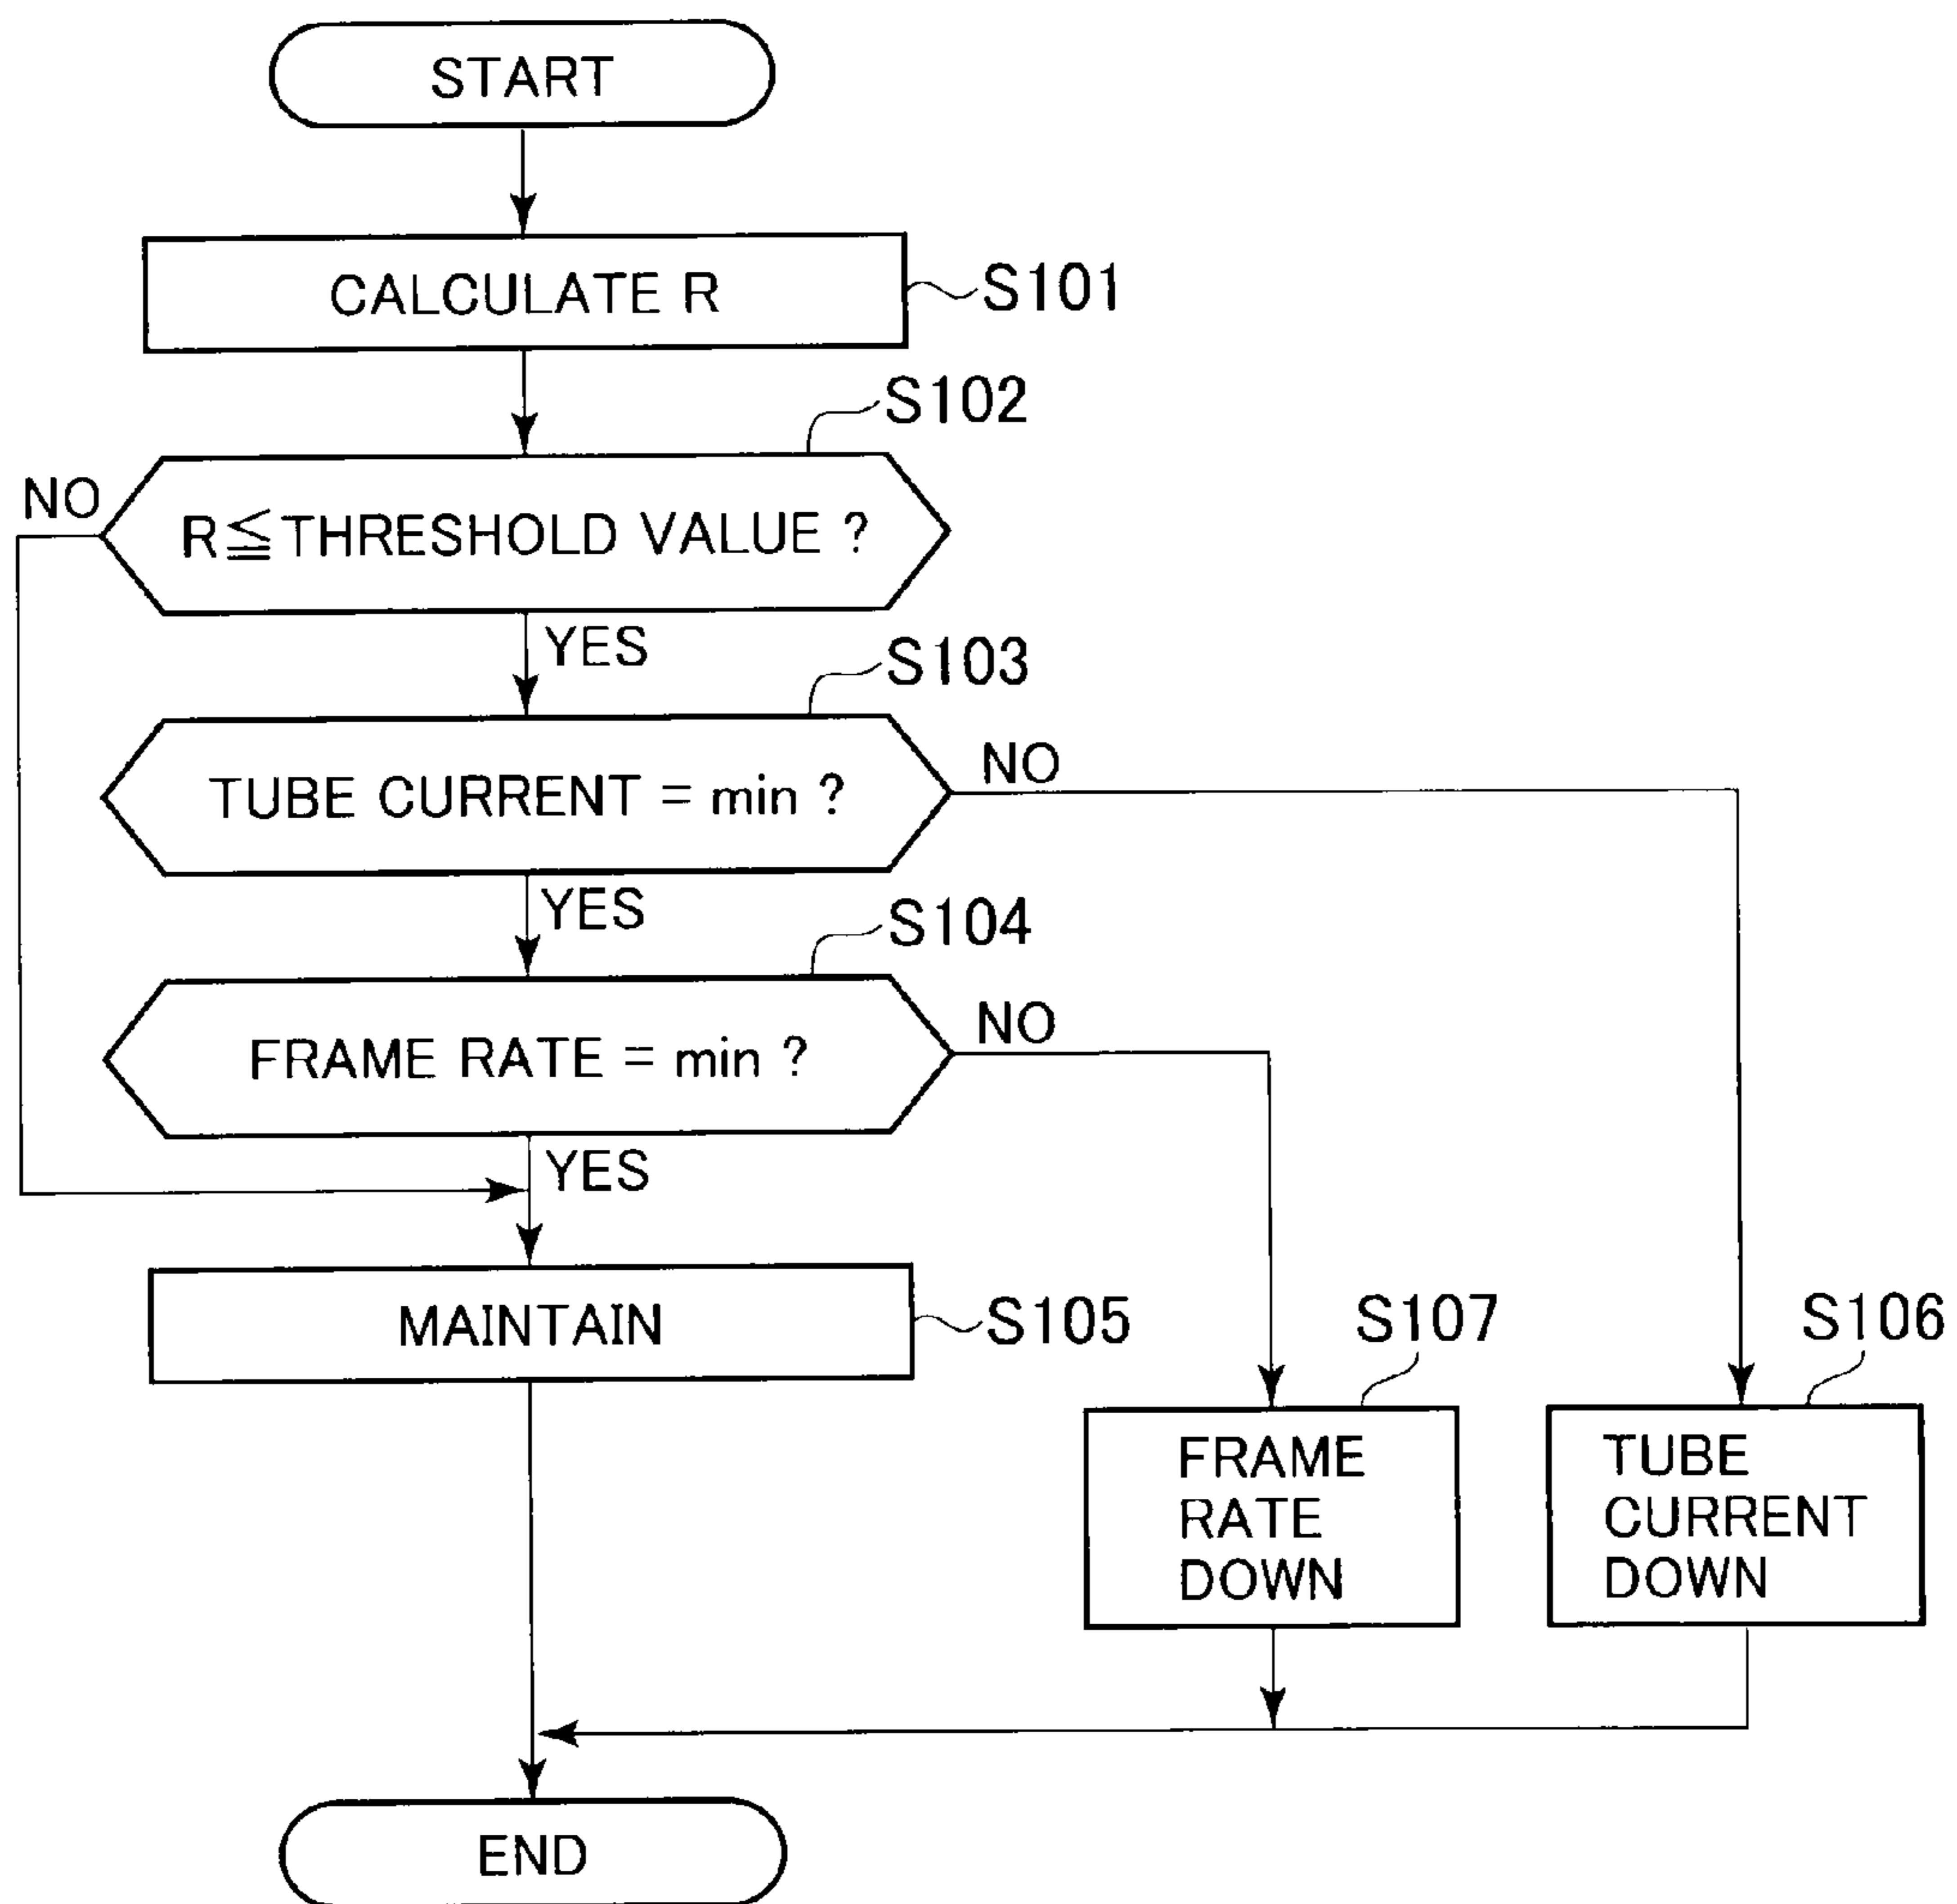 START
CALCULATE R
S101
S102
NO
R≦THRESHOLD VALUE ?
YES
S103
TUBE CURRENT = min ?
NO
YES
S104
FRAME RATE = min ?
NO
YES
MAINTAIN
S105
S107
S106
FRAME
RATE
DOWN
TUBE
CURRENT
DOWN
END